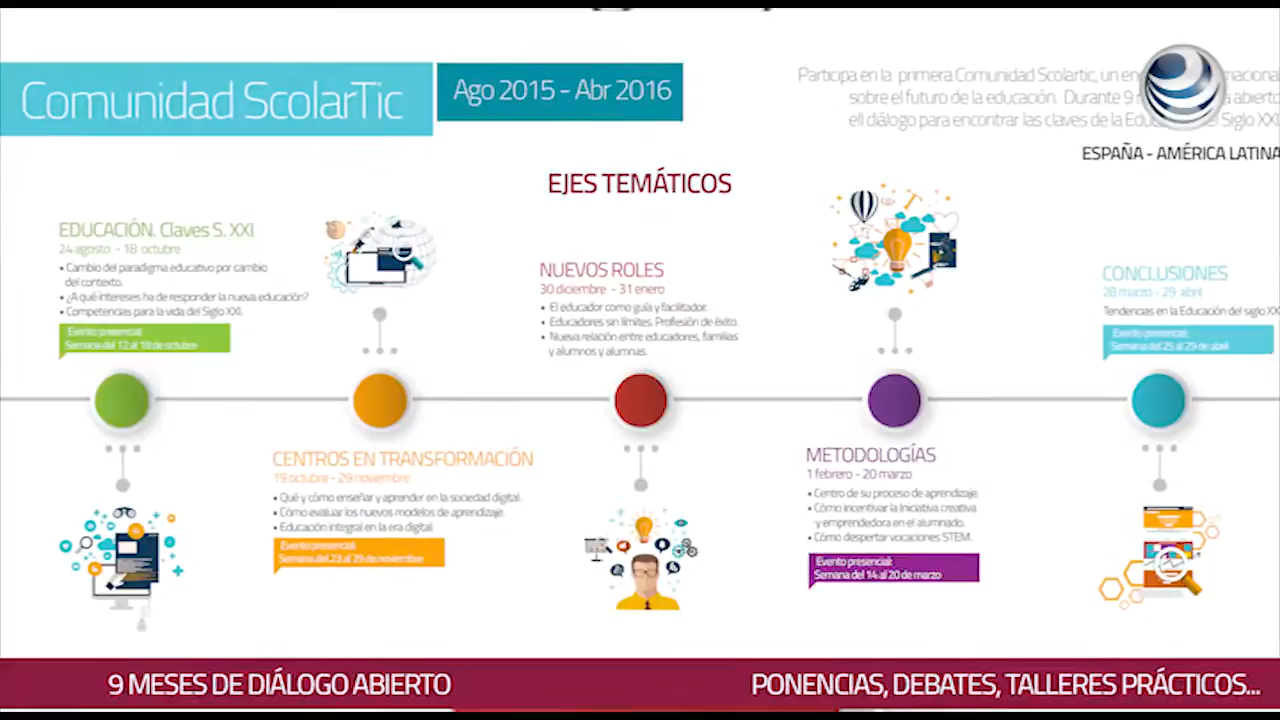 Comunidad ScolarTic
Ago 2015 - Abr 2016
Participa en la primera Comunidad Scolartic, un
sobre el futuro de la educación. Durante 9 abierto
ell diálogo para encontrar las claves de la Siglo XXI
ESPAÑA - AMÉRICA LATINA
EJES TEMÁTICOS
EDUCACIÓN. Claves S. XXI
24 agosto - 18 octubre
• Cambio del paradigma educativo por cambio
del contexto.
• ¿A qué intereses ha de responder la nueva educación?
• Competencias para la vida del Siglo XXI.
Evento presencial:
Semana del 12 al 18 de octubre
NUEVOS ROLES
30 diciembre - 31 enero
• El educador como guía y facilitador.
• Educadores sin límites. Profesión de éxito.
• Nueva relación entre educadores, familias
y alumnos y alumnas.
CONCLUSIONES
28 marzo - 29 abril
Tendencias en la Educación del siglo XX
Evento presencial:
Semana del 25 al 29 de abril
CENTROS EN TRANSFORMACIÓN
19 octubre - 29 noviembre
• Qué y cómo enseñar y aprender en la sociedad digital.
• Cómo evaluar los nuevos modelos de aprendizaje.
• Educación integral en la era digital
Evento presencial:
Semana del 23 al 29 de noviembre
METODOLOGÍAS
1 febrero - 20 marzo
• Centro de su proceso de aprendizaje.
• Cómo incentivar la Iniciativa creativa
y emprendedora en el alumnado.
• Cómo despertar vocaciones STEM.
Evento presencial:
Semana del 14 al 20 de marzo
9 MESES DE DIÁLOGO ABIERTO
PONENCIAS, DEBATES, TALLERES PRÁCTICOS...